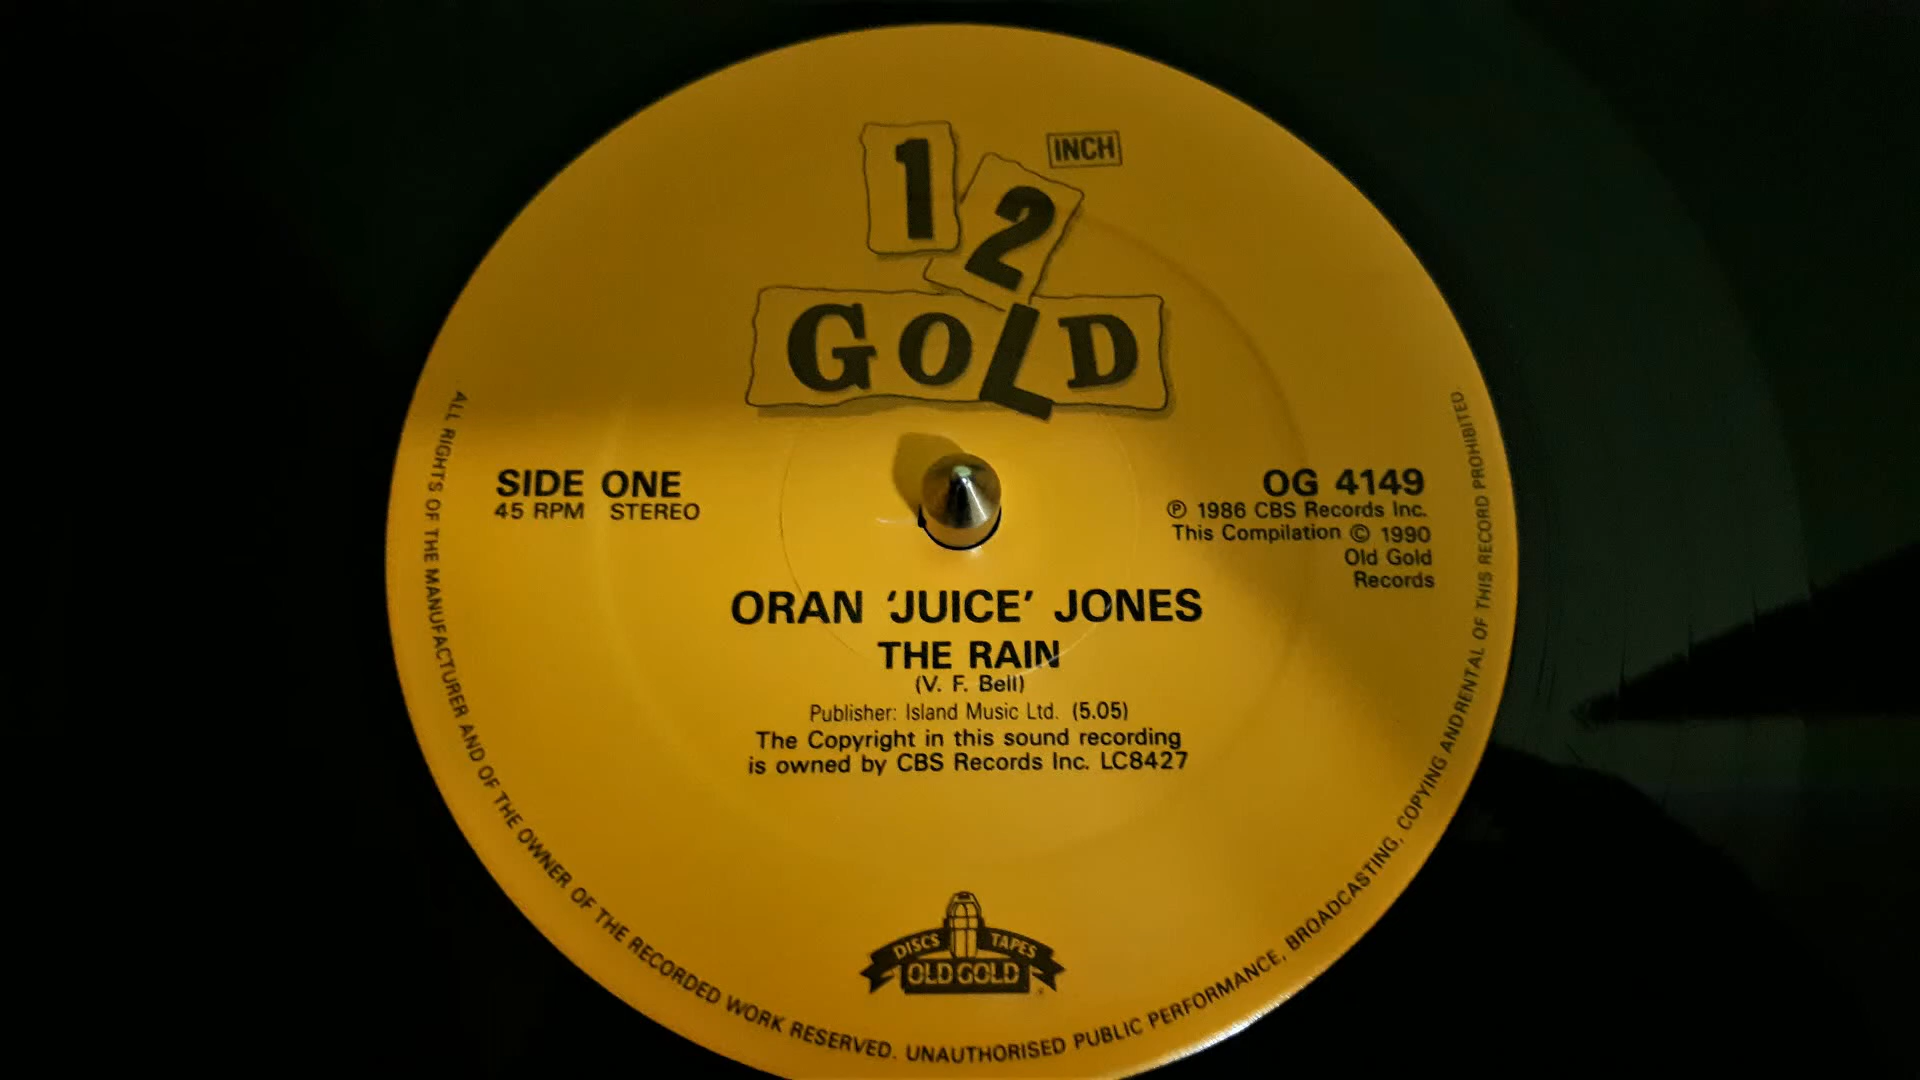 12 INCH
GOLD
SIDE ONE
45 RPM STEREO
OG 4149
℗ 1986 CBS Records Inc.
This Compilation © 1990
Old Gold
Records
ORAN ‘JUICE’ JONES
THE RAIN
(V. F. Bell)
Publisher: Island Music Ltd. (5.05)
The Copyright in this sound recording
is owned by CBS Records Inc. LC8427
DISCS TAPES
OLD GOLD
ALL RIGHTS OF THE MANUFACTURER AND OF THE OWNER OF THE RECORDED WORK RESERVED. UNAUTHORISED PUBLIC PERFORMANCE, BROADCASTING, COPYING ANDRENTAL OF THIS RECORD PROHIBITED.